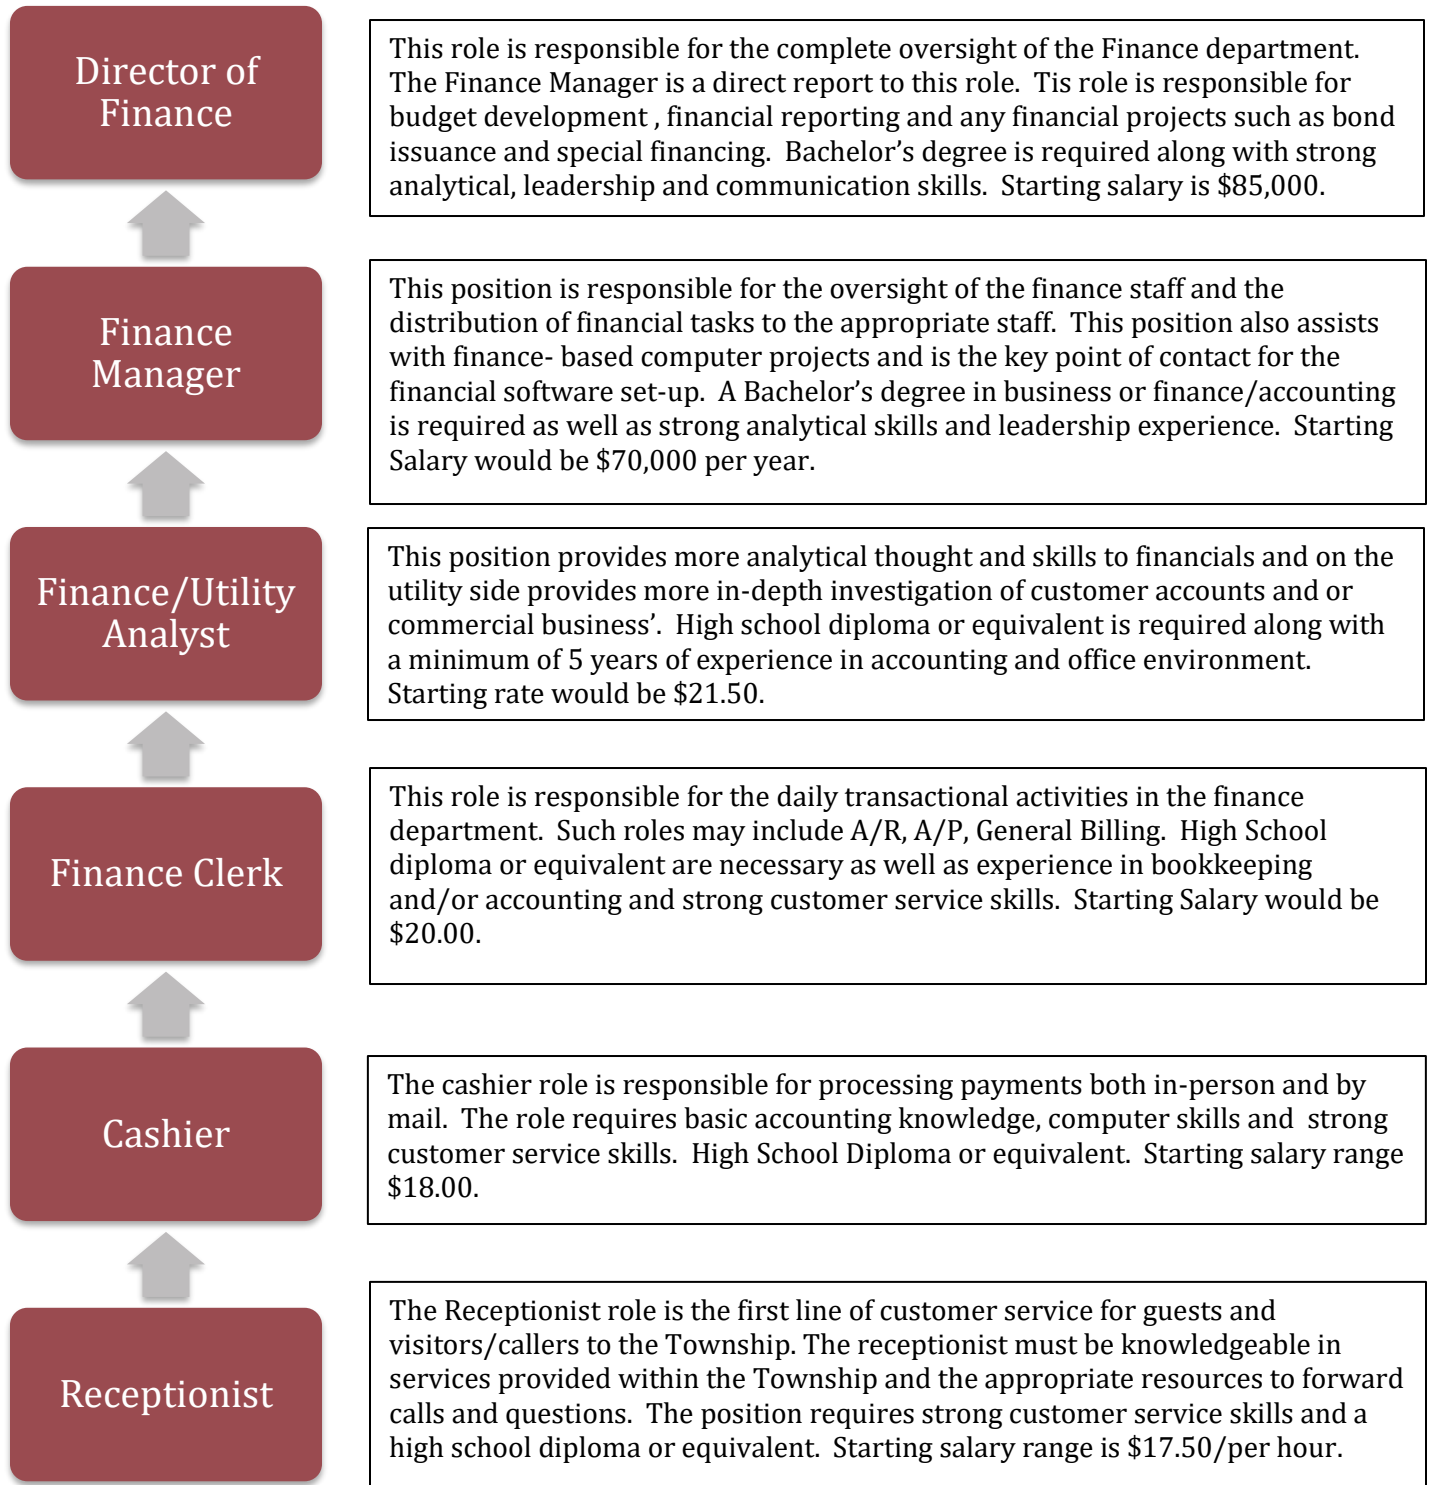 Director of
Finance
This role is responsible for the complete oversight of the Finance department.
The Finance Manager is a direct report to this role.  Tis role is responsible for
budget development , financial reporting and any financial projects such as bond
issuance and special financing.  Bachelor’s degree is required along with strong
analytical, leadership and communication skills.  Starting salary is $85,000.
Finance
Manager
This position is responsible for the oversight of the finance staff and the
distribution of financial tasks to the appropriate staff.  This position also assists
with finance- based computer projects and is the key point of contact for the
financial software set-up.  A Bachelor’s degree in business or finance/accounting
is required as well as strong analytical skills and leadership experience.  Starting
Salary would be $70,000 per year.
Finance/Utility
Analyst
This position provides more analytical thought and skills to financials and on the
utility side provides more in-depth investigation of customer accounts and or
commercial business’.  High school diploma or equivalent is required along with
a minimum of 5 years of experience in accounting and office environment.
Starting rate would be $21.50.
Finance Clerk
This role is responsible for the daily transactional activities in the finance
department.  Such roles may include A/R, A/P, General Billing.  High School
diploma or equivalent are necessary as well as experience in bookkeeping
and/or accounting and strong customer service skills.  Starting Salary would be
$20.00.
Cashier
The cashier role is responsible for processing payments both in-person and by
mail.  The role requires basic accounting knowledge, computer skills and  strong
customer service skills.  High School Diploma or equivalent.  Starting salary range
$18.00.
Receptionist
The Receptionist role is the first line of customer service for guests and
visitors/callers to the Township. The receptionist must be knowledgeable in
services provided within the Township and the appropriate resources to forward
calls and questions.  The position requires strong customer service skills and a
high school diploma or equivalent.  Starting salary range is $17.50/per hour.